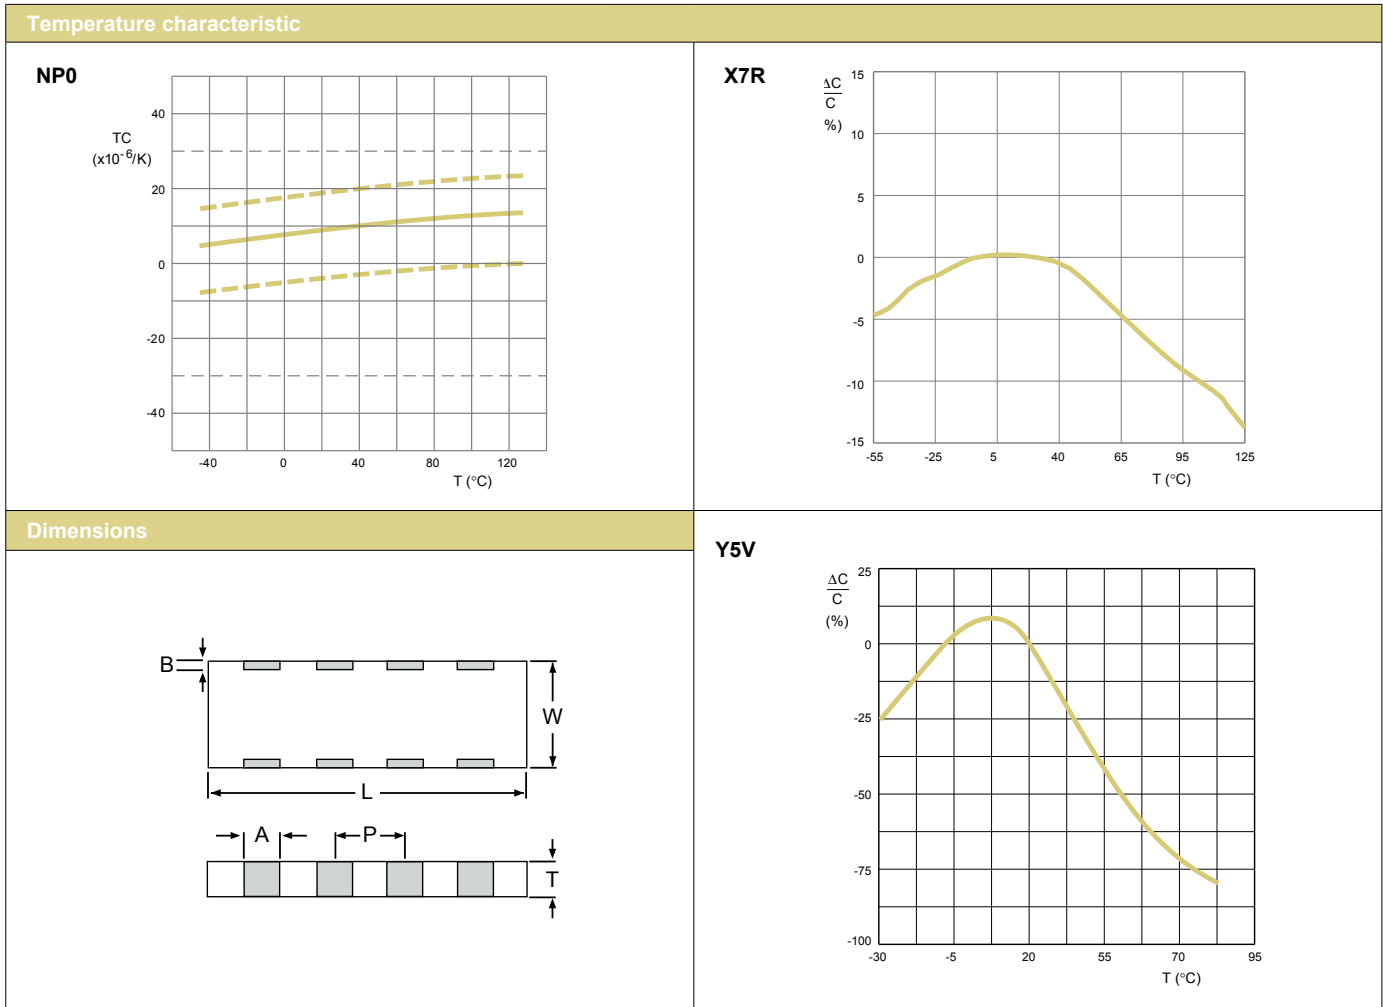 Temperature characteristic
NP0
TC
(x10-6/K)
40
20
0
-20
-40
-40 0 40 80 120
T (°C)
X7R
ΔC
C
%)
15
10
5
0
-5
-10
-15
-55 -25 5 40 65 95 125
T (°C)
Dimensions
B
W
L
A P
T
Y5V
ΔC
C
(%)
25
0
-25
-50
-75
-100
-30 -5 20 55 70 95
T (°C)